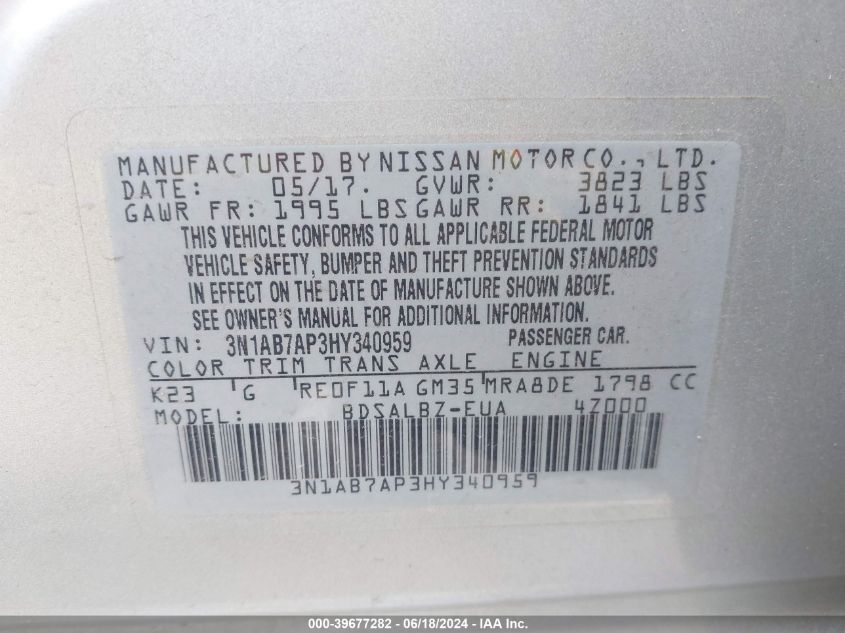 MANUFACTURED BY NISSAN MOTOR CO., LTD.
DATE: 05/17. GVWR: 3823 LBS
GAWR FR: 1995 LBS GAWR RR: 1841 LBS
THIS VEHICLE CONFORMS TO ALL APPLICABLE FEDERAL MOTOR
VEHICLE SAFETY, BUMPER AND THEFT PREVENTION STANDARDS
IN EFFECT ON THE DATE OF MANUFACTURE SHOWN ABOVE.
SEE OWNER'S MANUAL FOR ADDITIONAL INFORMATION.
VIN: 3N1AB7AP3HY340959 PASSENGER CAR.
COLOR TRIM TRANS AXLE ENGINE
K23 G RE0F11A GM35 MRA8DE 1798 CC
MODEL: BDSALBZ-EUA 4Z000
3N1AB7AP3HY340959
000-39677282 - 06/18/2024 - IAA Inc.